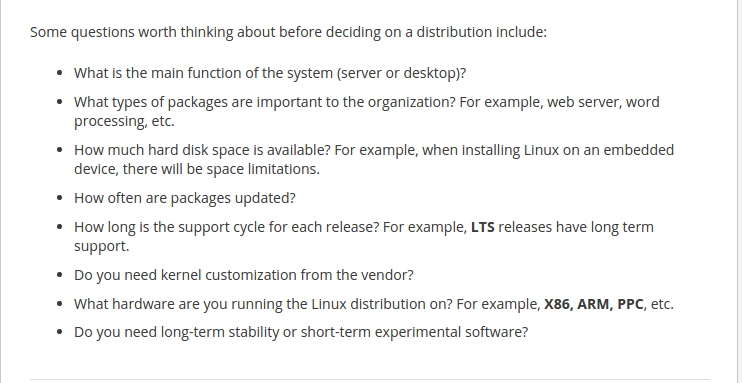 Some questions worth thinking about before deciding on a distribution include:
• What is the main function of the system (server or desktop)?
• What types of packages are important to the organization? For example, web server, word
processing, etc.
• How much hard disk space is available? For example, when installing Linux on an embedded
device, there will be space limitations.
• How often are packages updated?
• How long is the support cycle for each release? For example, LTS releases have long term
support.
• Do you need kernel customization from the vendor?
• What hardware are you running the Linux distribution on? For example, X86, ARM, PPC, etc.
• Do you need long-term stability or short-term experimental software?